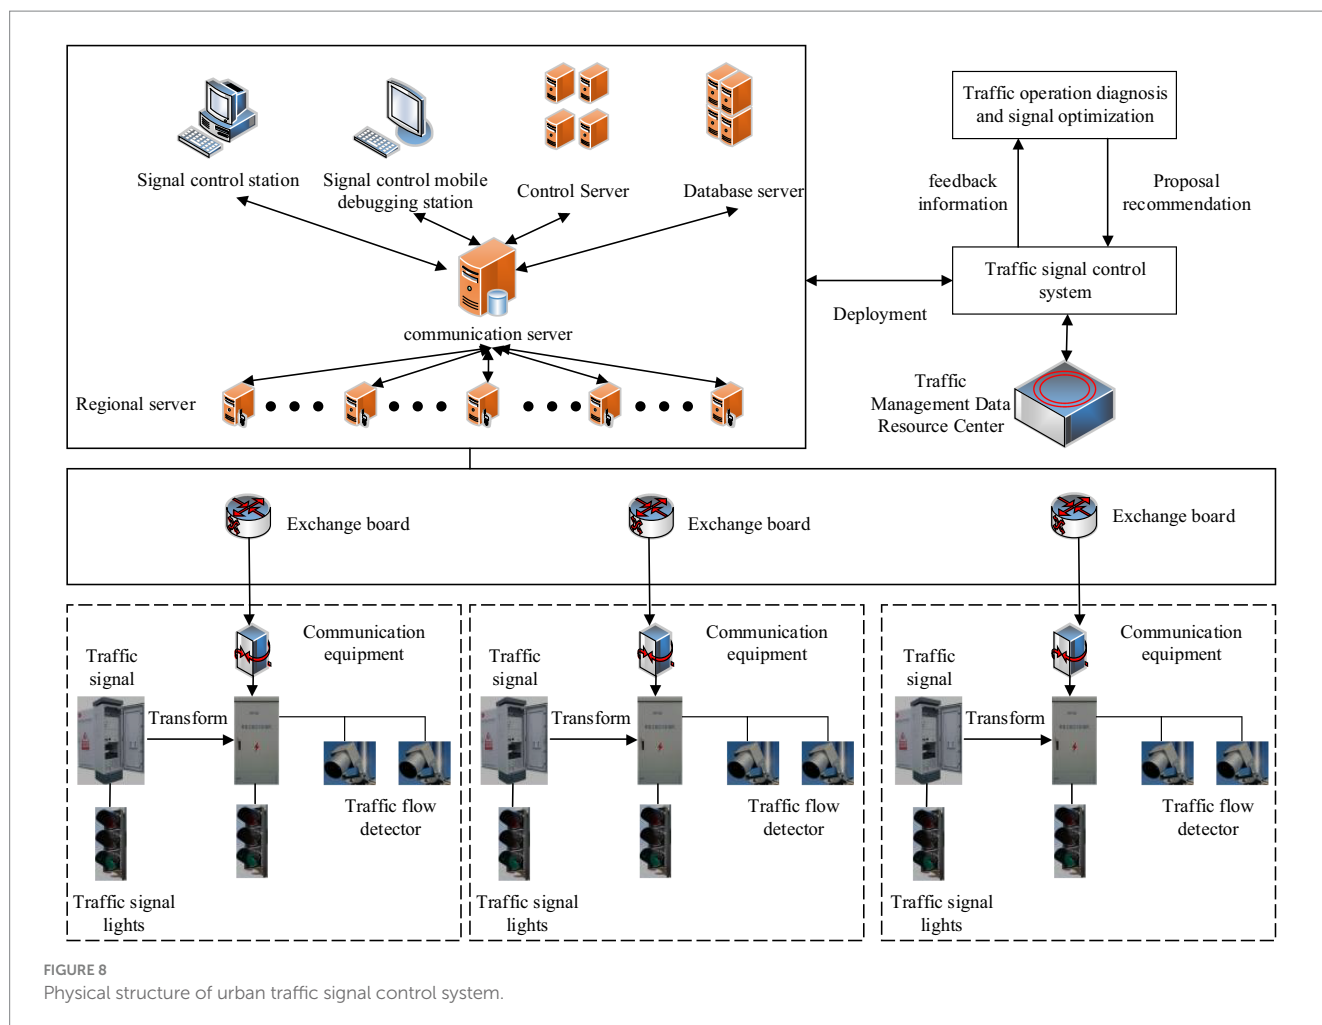 Signal control station
Signal control mobile
debugging station
Control Server
Database server
communication server
Regional server
Traffic operation diagnosis
and signal optimization
feedback
information
Proposal
recommendation
Traffic signal control
system
Deployment
Traffic
Management Data
Resource Center
Exchange board
Exchange board
Exchange board
Communication
equipment
Traffic
signal
Transform
Traffic flow
detector
Traffic signal
lights
Communication
equipment
Traffic
signal
Transform
Traffic flow
detector
Traffic signal
lights
Communication
equipment
Traffic
signal
Transform
Traffic flow
detector
Traffic signal
lights
FIGURE 8
Physical structure of urban traffic signal control system.